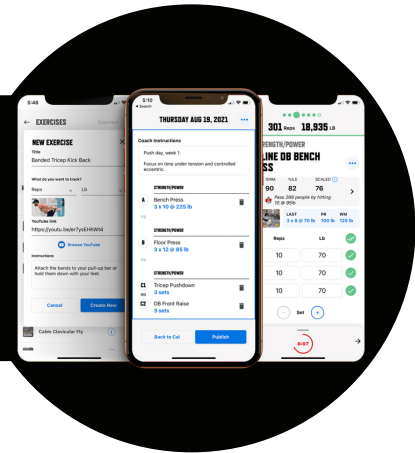 5:46
← EXERCISES
NEW EXERCISE
Title
Banded Tricep Kick Back
What do you want to track?
Reps Lb
YouTube link
https://youtu.be/er7ysEHhWt4
Browse YouTube
Instructions
Attach the bands to your pull-up bar or
hold them down with your feet.
Cancel Create New
Cable Clavicular Fly
5:10
Search
THURSDAY AUG 19, 2021
Coach Instructions
Push day, week 1.
Focus on time under tension and controlled
eccentric.
STRENGTH/POWER
A Bench Press
3 x 10 @ 225 lb
STRENGTH/POWER
B Floor Press
3 x 12 @ 85 lb
STRENGTH/POWER
C1 Tricep Pushdown
3 sets
C2 DB Front Raise
3 sets
Back to Cal Publish
301 Reps 18,935 LB
RENGTH/POWER
LINE DB BENCH
SS
1RM %LE SCALED
90 82 76
Pass 266 people by hitting
10 @ 95lb
LAST PR WM
3 x 8 @ 70 lb 100 lb 125 lb
Reps Lb
10 70
10 70
10 70
Set
0:07